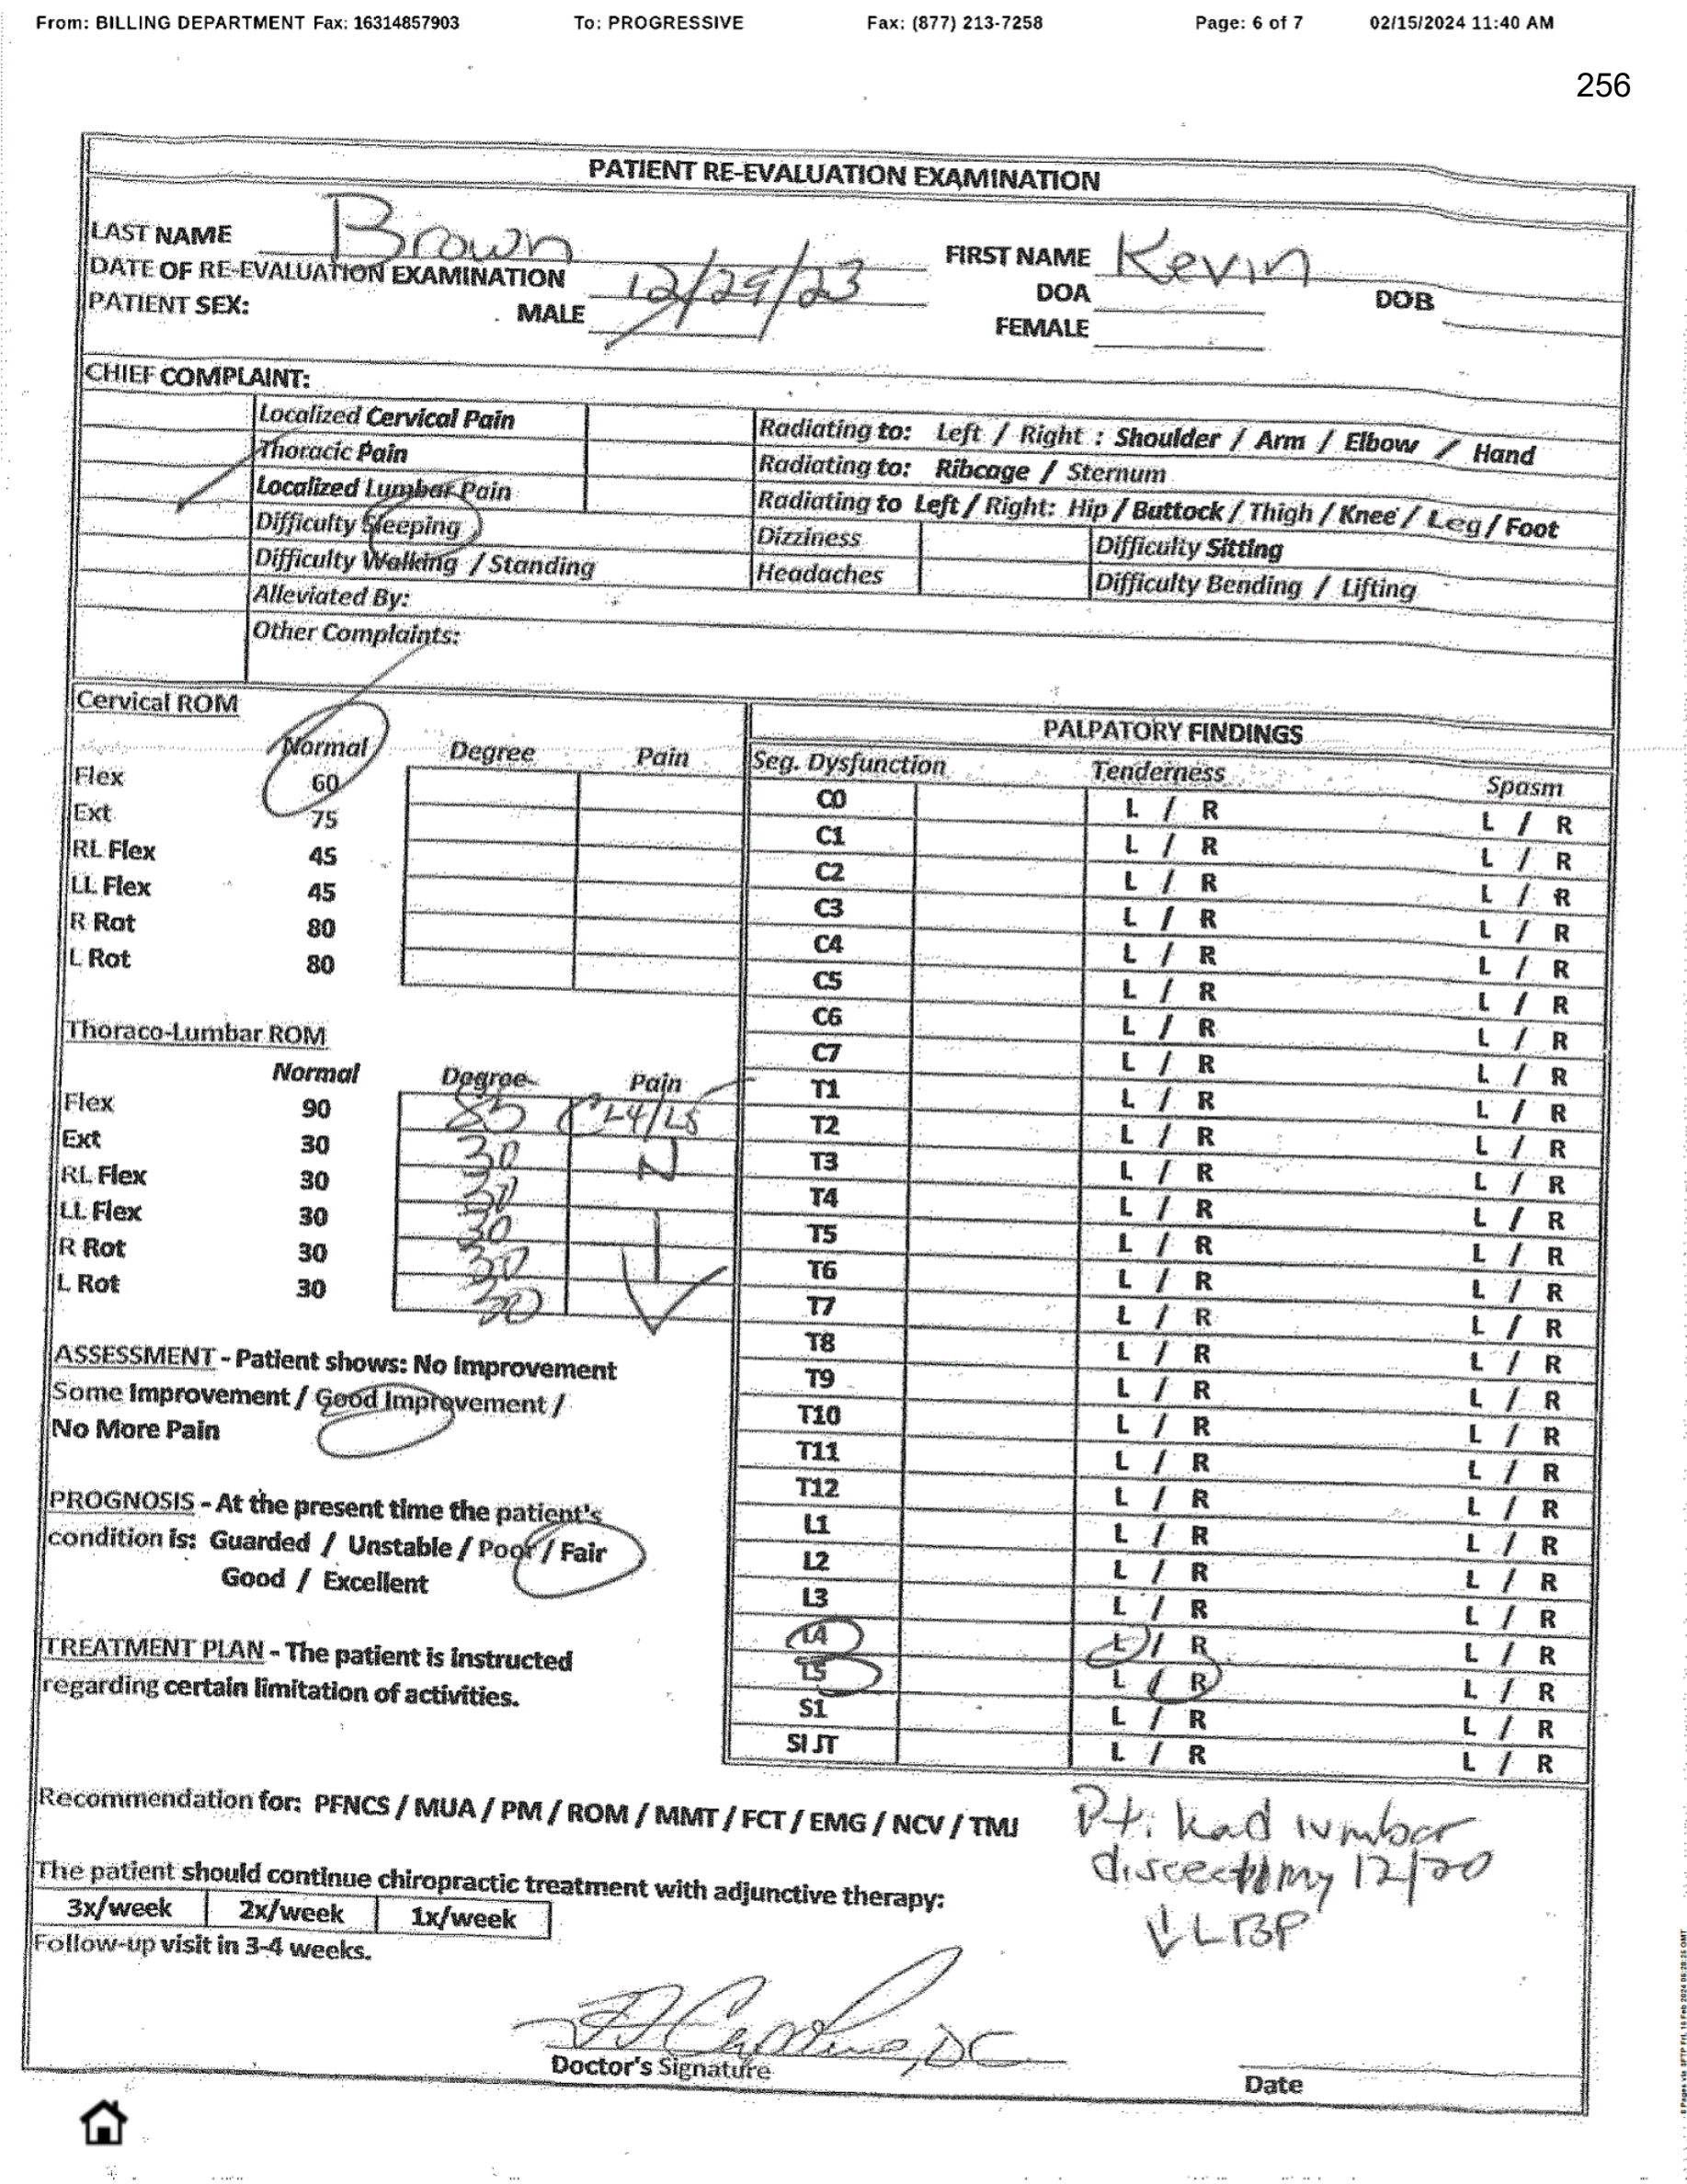 From: BILLING DEPARTMENT Fax: 16314857903 To: PROGRESSIVE Fax: (877) 213-7258 Page: 6 of 7 02/15/2024 11:40 AM
256
PATIENT RE-EVALUATION EXAMINATION
LAST NAME Brown FIRST NAME Kevin
DATE OF RE-EVALUATION EXAMINATION 12/29/23 DOA DOB
PATIENT SEX: MALE FEMALE
CHIEF COMPLAINT:
Localized Cervical Pain Radiating to: Left / Right : Shoulder / Arm / Elbow / Hand
Thoracic Pain Radiating to: Ribcage / Sternum
Localized Lumbar Pain Radiating to Left / Right: Hip / Buttock / Thigh / Knee / Leg / Foot
Difficulty Sleeping Dizziness Difficulty Sitting
Difficulty Walking / Standing Headaches Difficulty Bending / Lifting
Alleviated By:
Other Complaints:
Cervical ROM
Normal Degree Pain
Flex 60
Ext 75
RL Flex 45
LL Flex 45
R Rot 80
L Rot 80
Thoraco-Lumbar ROM
Normal Degree Pain
Flex 90 85 L4/L5
Ext 30 30 N
RL Flex 30 30
LL Flex 30 30
R Rot 30 30
L Rot 30 30
ASSESSMENT - Patient shows: No Improvement
Some Improvement / Good Improvement /
No More Pain
PROGNOSIS - At the present time the patient's
condition is: Guarded / Unstable / Poor / Fair
Good / Excellent
TREATMENT PLAN - The patient is instructed
regarding certain limitation of activities.
PALPATORY FINDINGS
Seg. Dysfunction Tenderness Spasm
C0 L / R L / R
C1 L / R L / R
C2 L / R L / R
C3 L / R L / R
C4 L / R L / R
C5 L / R L / R
C6 L / R L / R
C7 L / R L / R
T1 L / R L / R
T2 L / R L / R
T3 L / R L / R
T4 L / R L / R
T5 L / R L / R
T6 L / R L / R
T7 L / R L / R
T8 L / R L / R
T9 L / R L / R
T10 L / R L / R
T11 L / R L / R
T12 L / R L / R
L1 L / R L / R
L2 L / R L / R
L3 L / R L / R
L4 L / R L / R
L5 L / R L / R
S1 L / R L / R
SI JT L / R L / R
Recommendation for: PFNCS / MUA / PM / ROM / MMT / FCT / EMG / NCV / TMJ
Pt. had lumbar
discectomy 12/20
↓ LBP
The patient should continue chiropractic treatment with adjunctive therapy:
3x/week 2x/week 1x/week
Follow-up visit in 3-4 weeks.
DC
Doctor's Signature
Date